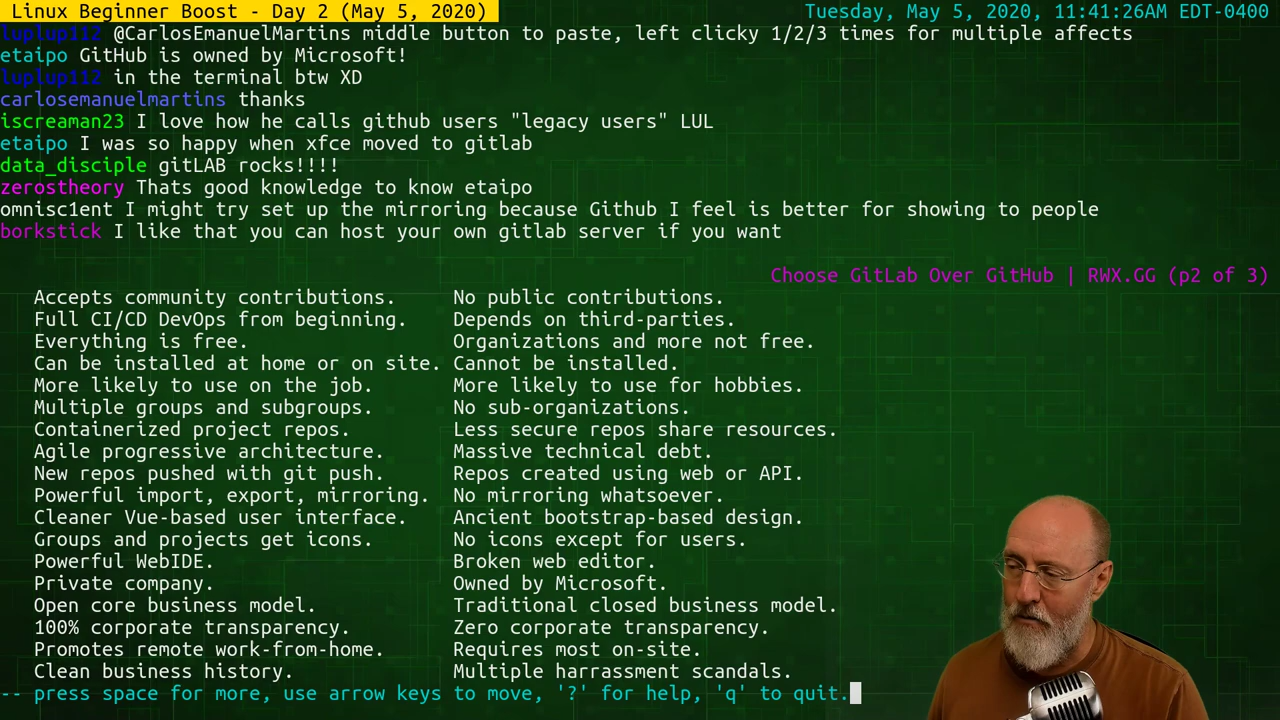 Linux Beginner Boost - Day 2 (May 5, 2020)
Tuesday, May 5, 2020, 11:41:26AM EDT-0400
luplup112 @CarlosEmanuelMartins middle button to paste, left clicky 1/2/3 times for multiple affects
etaipo GitHub is owned by Microsoft!
luplup112 in the terminal btw XD
carlosemanuelmartins thanks
iscreaman23 I love how he calls github users "legacy users" LUL
etaipo I was so happy when xfce moved to gitlab
data_disciple gitLAB rocks!!!!
zerostheory Thats good knowledge to know etaipo
omnisc1ent I might try set up the mirroring because Github I feel is better for showing to people
borkstick I like that you can host your own gitlab server if you want
Choose GitLab Over GitHub | RWX.GG (p2 of 3)
Accepts community contributions. No public contributions.
Full CI/CD DevOps from beginning. Depends on third-parties.
Everything is free. Organizations and more not free.
Can be installed at home or on site. Cannot be installed.
More likely to use on the job. More likely to use for hobbies.
Multiple groups and subgroups. No sub-organizations.
Containerized project repos. Less secure repos share resources.
Agile progressive architecture. Massive technical debt.
New repos pushed with git push. Repos created using web or API.
Powerful import, export, mirroring. No mirroring whatsoever.
Cleaner Vue-based user interface. Ancient bootstrap-based design.
Groups and projects get icons. No icons except for users.
Powerful WebIDE. Broken web editor.
Private company. Owned by Microsoft.
Open core business model. Traditional closed business model.
100% corporate transparency. Zero corporate transparency.
Promotes remote work-from-home. Requires most on-site.
Clean business history. Multiple harrassment scandals.
-- press space for more, use arrow keys to move, '?' for help, 'q' to quit.